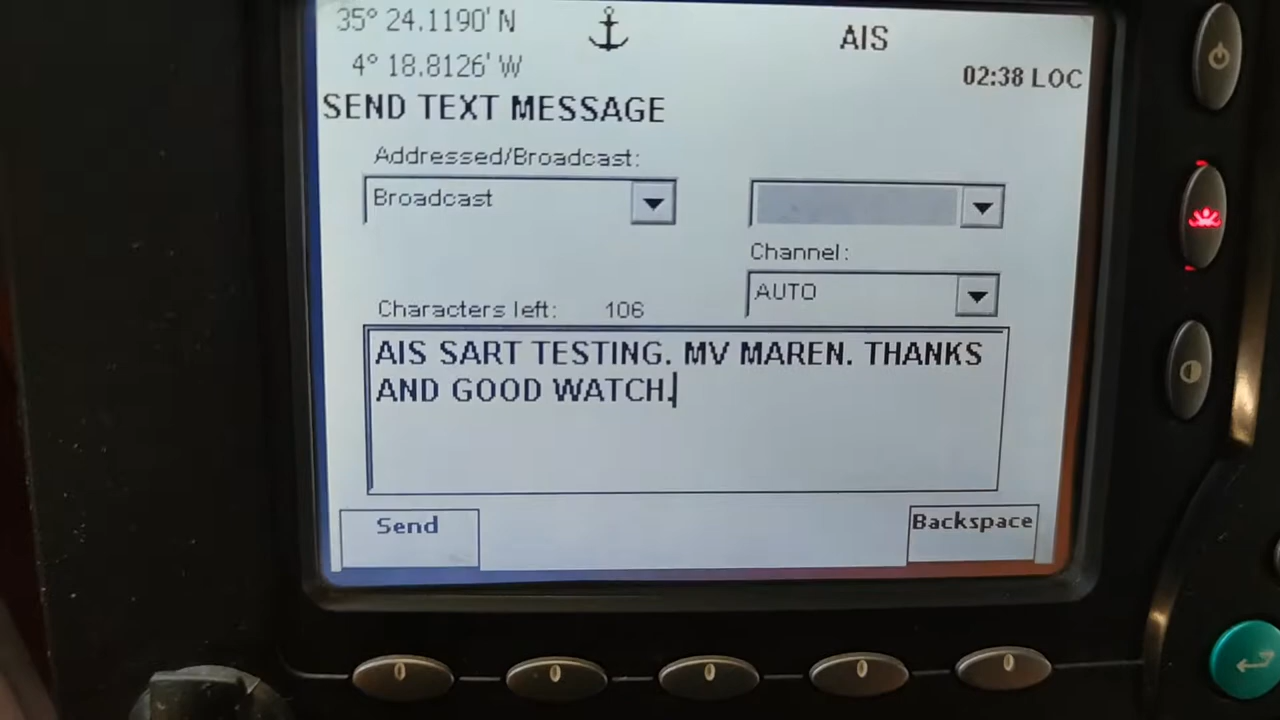 35° 24.1190' N
AIS
4° 18.8126' W
02:38 LOC
SEND TEXT MESSAGE
Addressed/Broadcast:
Broadcast
Channel:
AUTO
Characters left: 106
AIS SART TESTING. MV MAREN. THANKS
AND GOOD WATCH.
Send
Backspace